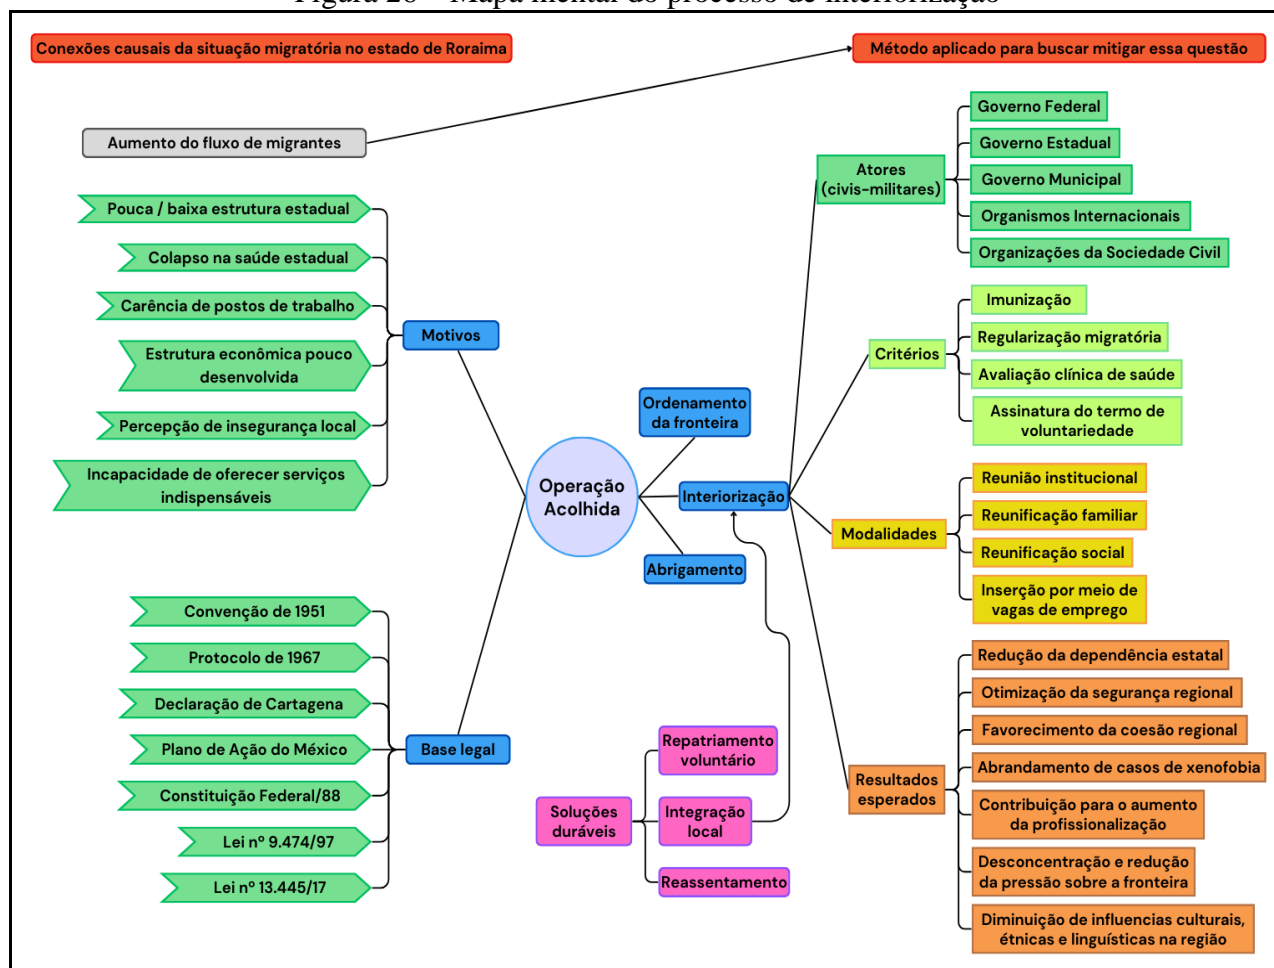 Figura 26 – Mapa mental do processo de interiorização
Conexões causais da situação migratória no estado de Roraima
Método aplicado para buscar mitigar essa questão
Aumento do fluxo de migrantes
Pouca / baixa estrutura estadual
Colapso na saúde estadual
Carência de postos de trabalho
Estrutura econômica pouco
desenvolvida
Percepção de insegurança local
Incapacidade de oferecer serviços
indispensáveis
Motivos
Convenção de 1951
Protocolo de 1967
Declaração de Cartagena
Plano de Ação do México
Constituição Federal/88
Lei nº 9.474/97
Lei nº 13.445/17
Base legal
Operação
Acolhida
Ordenamento
da fronteira
Interiorização
Abrigamento
Soluções
duráveis
Repatriamento
voluntário
Integração
local
Reassentamento
Atores
(civis-militares)
Governo Federal
Governo Estadual
Governo Municipal
Organismos Internacionais
Organizações da Sociedade Civil
Critérios
Imunização
Regularização migratória
Avaliação clínica de saúde
Assinatura do termo de
voluntariedade
Modalidades
Reunião institucional
Reunificação familiar
Reunificação social
Inserção por meio de
vagas de emprego
Resultados
esperados
Redução da dependência estatal
Otimização da segurança regional
Favorecimento da coesão regional
Abrandamento de casos de xenofobia
Contribuição para o aumento
da profissionalização
Desconcentração e redução
da pressão sobre a fronteira
Diminuição de influencias culturais,
étnicas e linguísticas na região